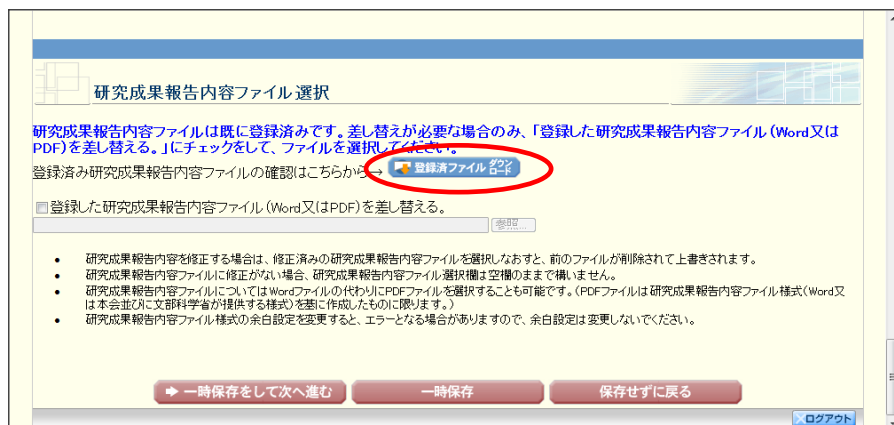 研究成果報告内容ファイル選択
研究成果報告内容ファイルは既に登録済みです。差し替えが必要な場合のみ、「登録した研究成果報告内容ファイル(Word又は
PDF)を差し替える。」にチェックをして、ファイルを選択してください。
登録済み研究成果報告内容ファイルの確認はこちらから→ 登録済ファイル ダウンロード
登録した研究成果報告内容ファイル(Word又はPDF)を差し替える。
参照...
• 研究成果報告内容を修正する場合は、修正済みの研究成果報告内容ファイルを選択しなおすと、前のファイルが削除されて上書きされます。
• 研究成果報告内容ファイルに修正がない場合、研究成果報告内容ファイル選択欄は空欄のままで構いません。
• 研究成果報告内容ファイルについてはWordファイルの代わりにPDFファイルを選択することも可能です。(PDFファイルは研究成果報告内容ファイル様式(Word又
は本会並びに文部科学省が提供する様式)を基に作成したものに限ります。)
• 研究成果報告内容ファイル様式の余白設定を変更すると、エラーとなる場合がありますので、余白設定は変更しないでください。
一時保存をして次へ進む 一時保存 保存せずに戻る
ログアウト